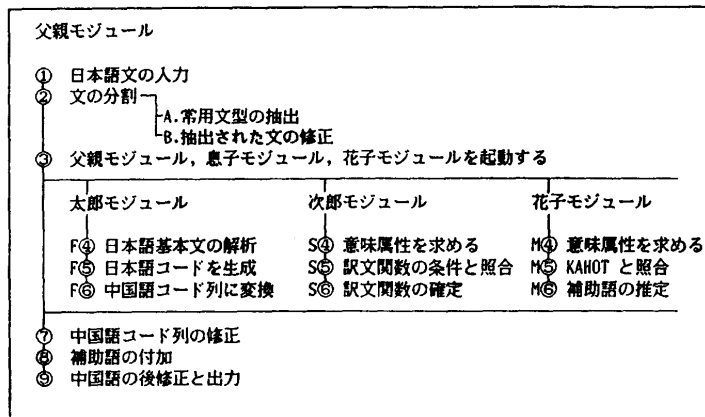 父親モジュール
① 日本語文の入力
② 文の分割
A.常用文型の抽出
B.抽出された文の修正
③ 父親モジュール，息子モジュール，花子モジュールを起動する
太郎モジュール 次郎モジュール 花子モジュール
F④ 日本語基本文の解析 S④ 意味属性を求める M④ 意味属性を求める
F⑤ 日本語コードを生成 S⑤ 訳文関数の条件と照合 M⑤ KAHOT と照合
F⑥ 中国語コード列に変換 S⑥ 訳文関数の確定 M⑥ 補助語の推定
⑦ 中国語コード列の修正
⑧ 補助語の付加
⑨ 中国語の後修正と出力